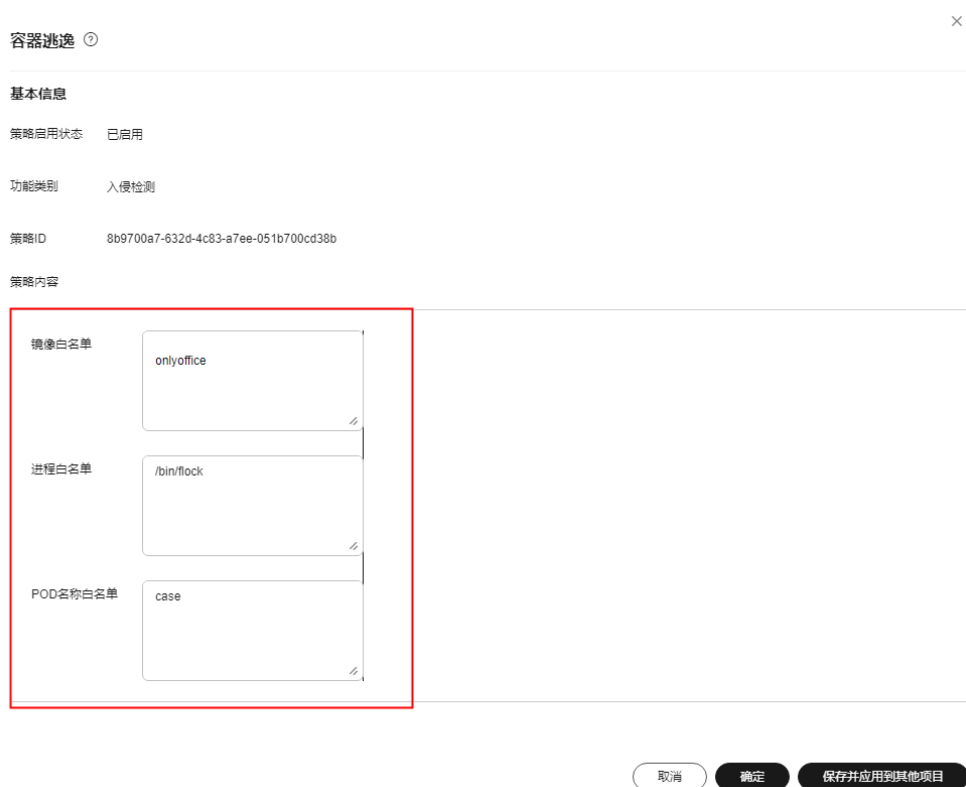 容器逃逸
基本信息
策略启用状态 已启用
功能类别 入侵检测
策略ID 8b9700a7-632d-4c83-a7ee-051b700cd38b
策略内容
镜像白名单 onlyoffice
进程白名单 /bin/flock
POD名称白名单 case
取消 确定 保存并应用到其他项目